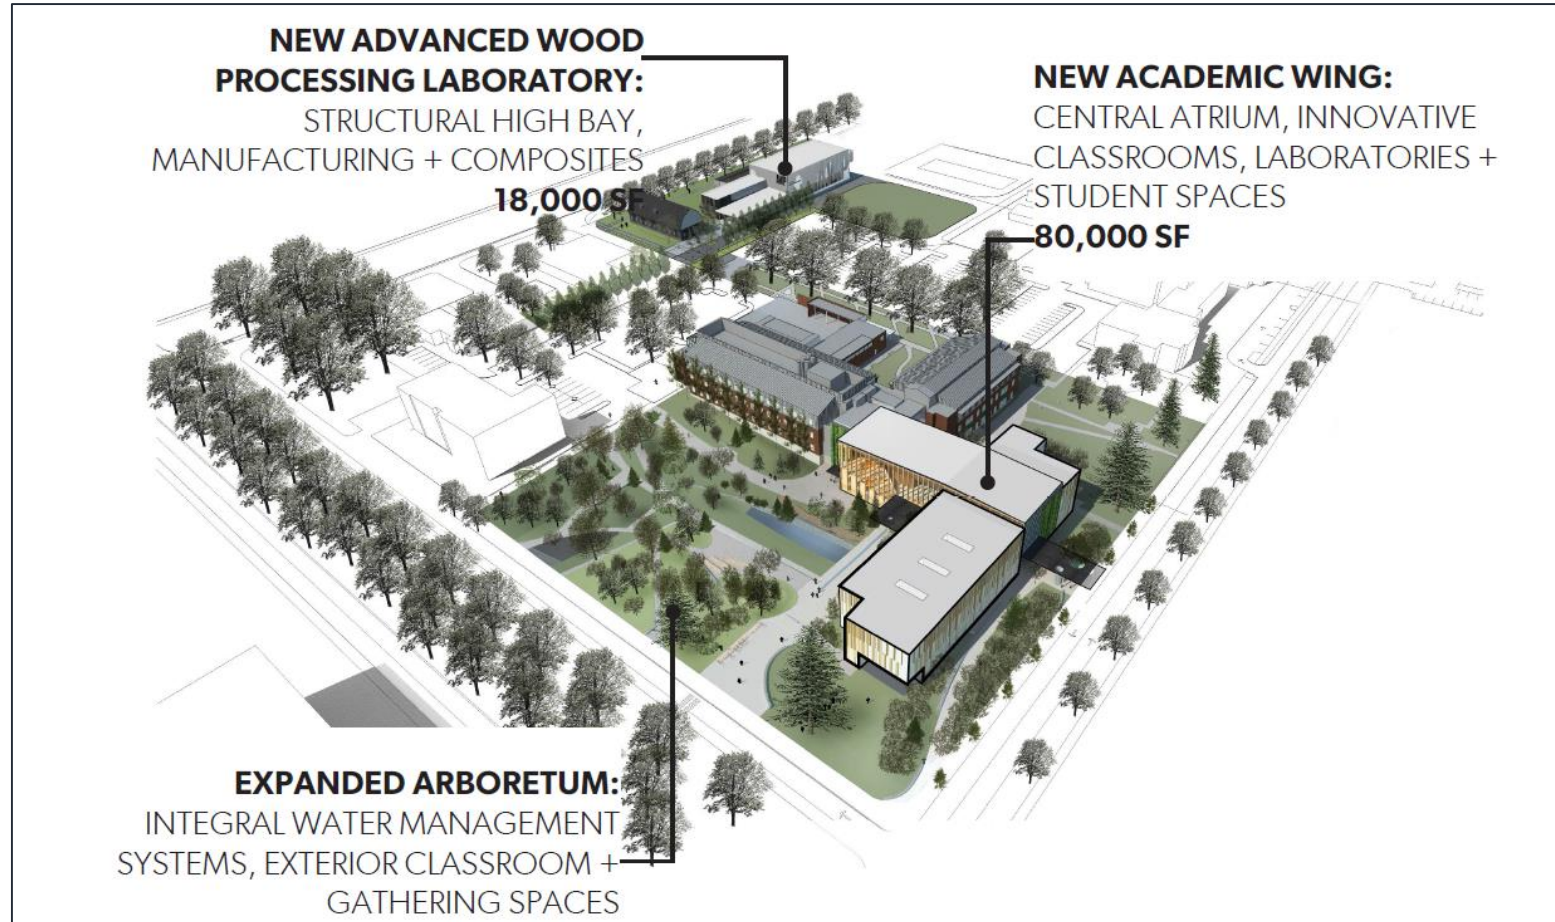 NEW ADVANCED WOOD
PROCESSING LABORATORY:
STRUCTURAL HIGH BAY,
MANUFACTURING + COMPOSITES
18,000 SF
NEW ACADEMIC WING:
CENTRAL ATRIUM, INNOVATIVE
CLASSROOMS, LABORATORIES +
STUDENT SPACES
80,000 SF
EXPANDED ARBORETUM:
INTEGRAL WATER MANAGEMENT
SYSTEMS, EXTERIOR CLASSROOM +
GATHERING SPACES